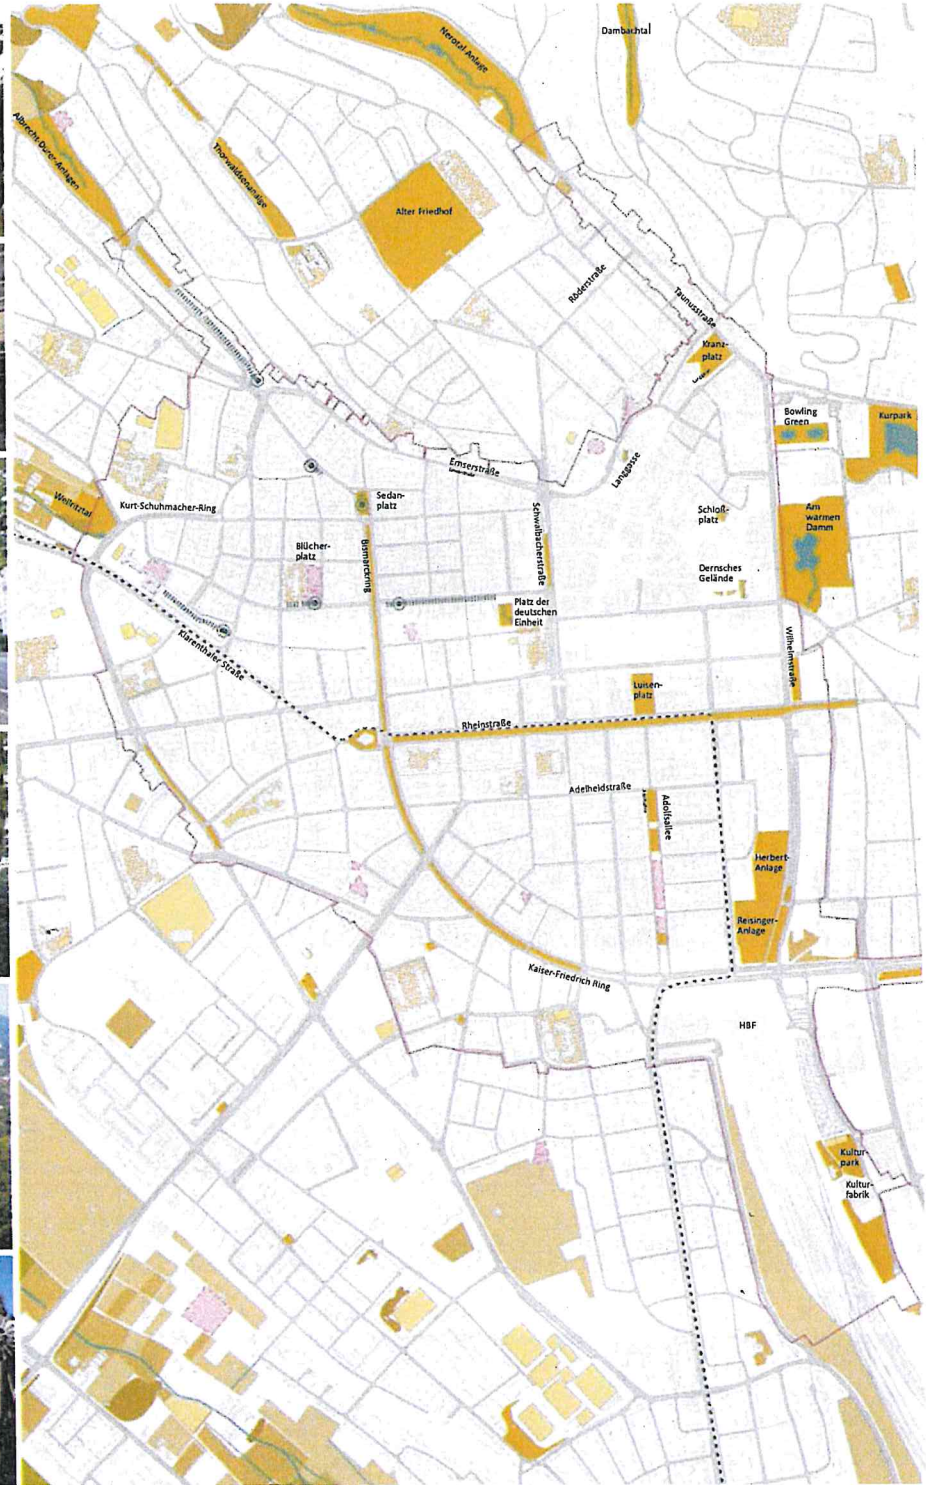 Nerotal Anlage
Dambachtal
Albrecht-Dürer-Anlagen
Thorwaldsenanlage
Alter Friedhof
Röderstraße
Taunusstraße
Kranz-
platz
Bowling
Green
Kurpark
Emserstraße
Langgasse
Wellritztal
Kurt-Schuhmacher-Ring
Sedan-
platz
Schwalbacherstraße
Schloß-
platz
Am
warmen
Damm
Blücher-
platz
Bismarckring
Dernsches
Gelände
Platz der
deutschen
Einheit
Klarenthaler Straße
Wilhelmstraße
Luisen-
platz
Rheinstraße
Adelheidstraße
Adolfsallee
Herbert-
Anlage
Reisinger-
Anlage
Kaiser-Friedrich Ring
HBF
Kultur-
park
Kultur-
fabrik